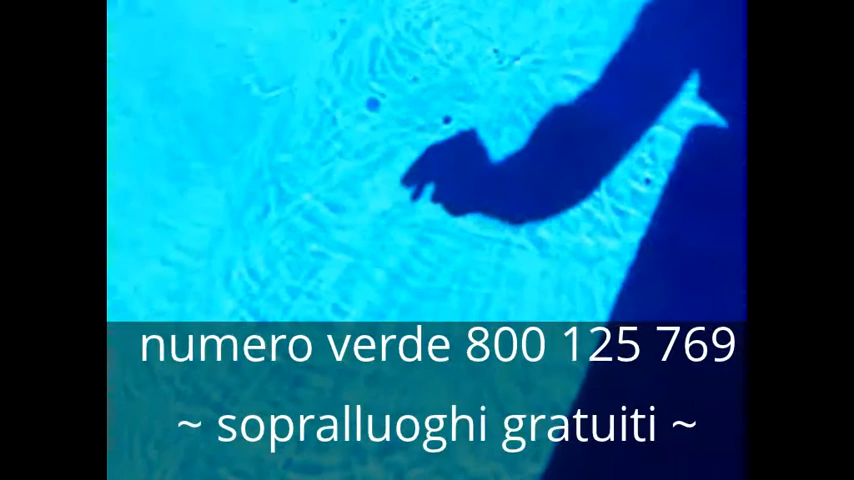 numero verde 800 125 769
~ sopralluoghi gratuiti ~